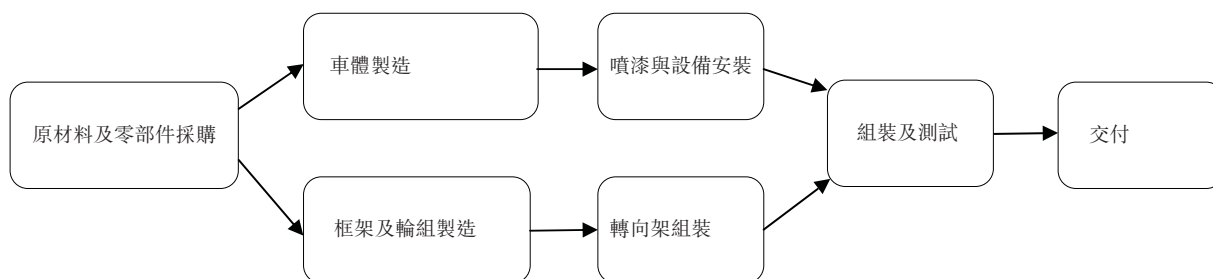 車體製造
噴漆與設備安裝
原材料及零部件採購
組裝及測試
交付
框架及輪組製造
轉向架組裝